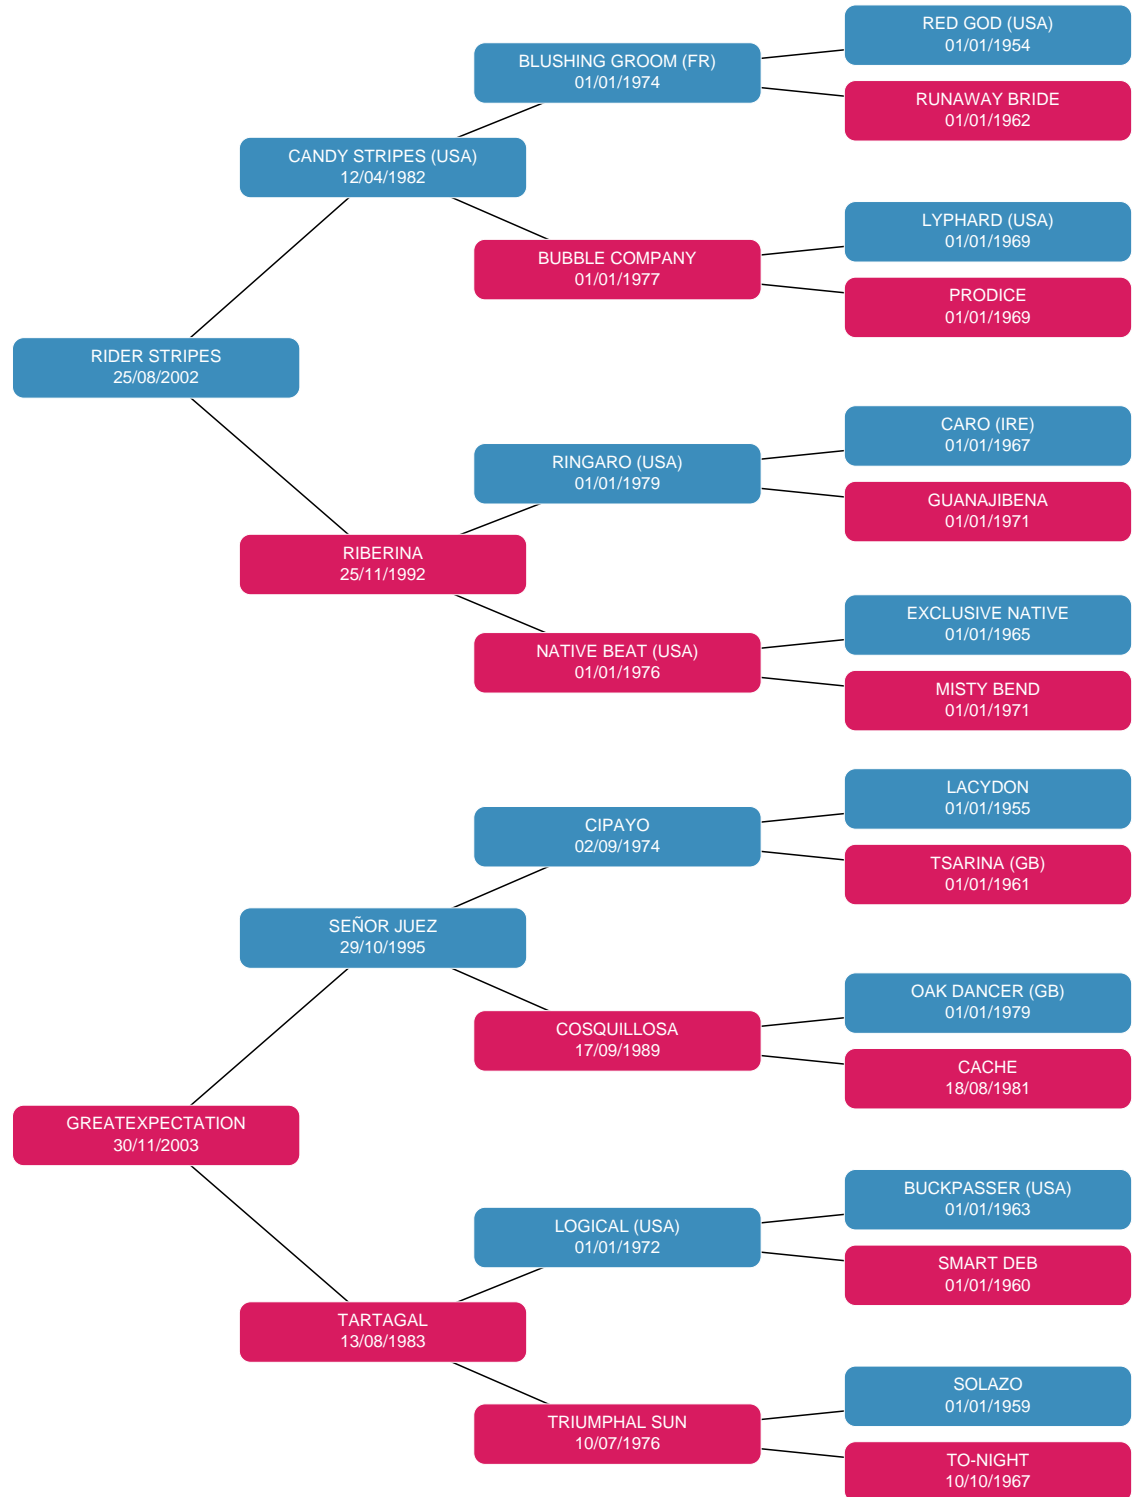 RED GOD (USA)
01/01/1954
BLUSHING GROOM (FR)
01/01/1974
RUNAWAY BRIDE
01/01/1962
CANDY STRIPES (USA)
12/04/1982
LYPHARD (USA)
01/01/1969
BUBBLE COMPANY
01/01/1977
PRODICE
01/01/1969
RIDER STRIPES
25/08/2002
CARO (IRE)
01/01/1967
RINGARO (USA)
01/01/1979
GUANAJIBENA
01/01/1971
RIBERINA
25/11/1992
EXCLUSIVE NATIVE
01/01/1965
NATIVE BEAT (USA)
01/01/1976
MISTY BEND
01/01/1971
LACYDON
01/01/1955
CIPAYO
02/09/1974
TSARINA (GB)
01/01/1961
SEÑOR JUEZ
29/10/1995
OAK DANCER (GB)
01/01/1979
COSQUILLOSA
17/09/1989
CACHE
18/08/1981
GREATEXPECTATION
30/11/2003
BUCKPASSER (USA)
01/01/1963
LOGICAL (USA)
01/01/1972
SMART DEB
01/01/1960
TARTAGAL
13/08/1983
SOLAZO
01/01/1959
TRIUMPHAL SUN
10/07/1976
TO-NIGHT
10/10/1967